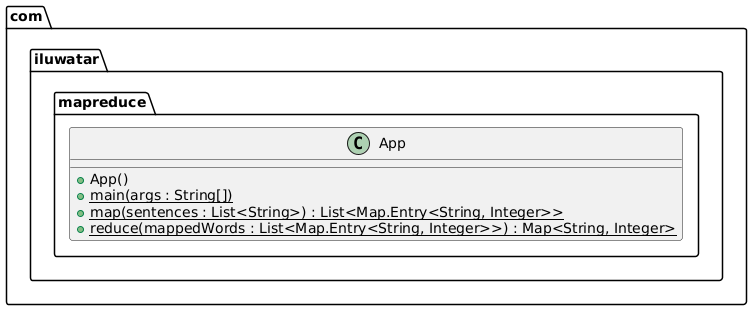 com
iluwatar
mapreduce
C App
App()
main(args : String[])
map(sentences : List<String>) : List<Map.Entry<String, Integer>>
reduce(mappedWords : List<Map.Entry<String, Integer>>) : Map<String, Integer>